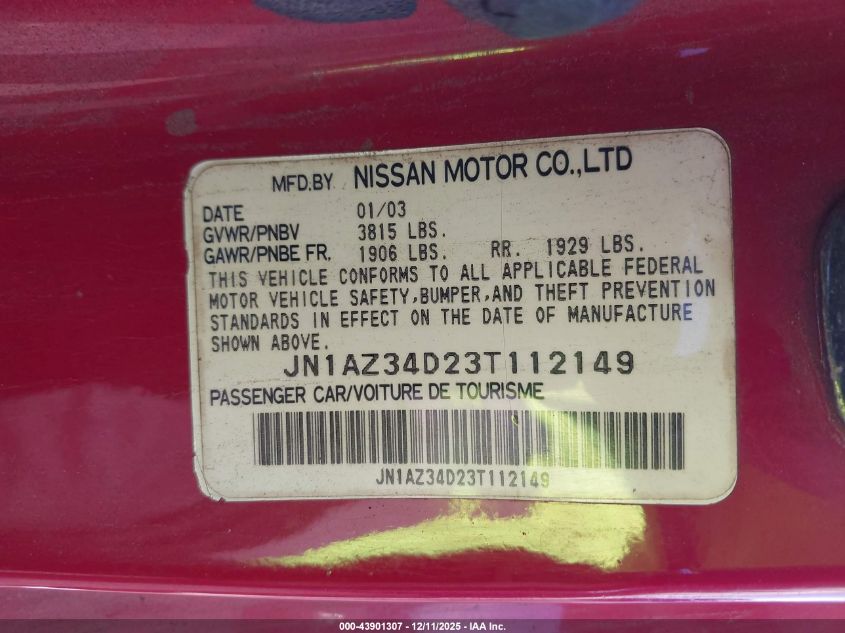 MFD.BY NISSAN MOTOR CO.,LTD
DATE 01/03
GVWR/PNBV 3815 LBS.
GAWR/PNBE FR. 1906 LBS. RR. 1929 LBS.
THIS VEHICLE CONFORMS TO ALL APPLICABLE FEDERAL
MOTOR VEHICLE SAFETY,BUMPER,AND THEFT PREVENTION
STANDARDS IN EFFECT ON THE DATE OF MANUFACTURE
SHOWN ABOVE.
JN1AZ34D23T112149
PASSENGER CAR/VOITURE DE TOURISME
JN1AZ34D23T112149
000-43901307 - 12/11/2025 - IAA Inc.